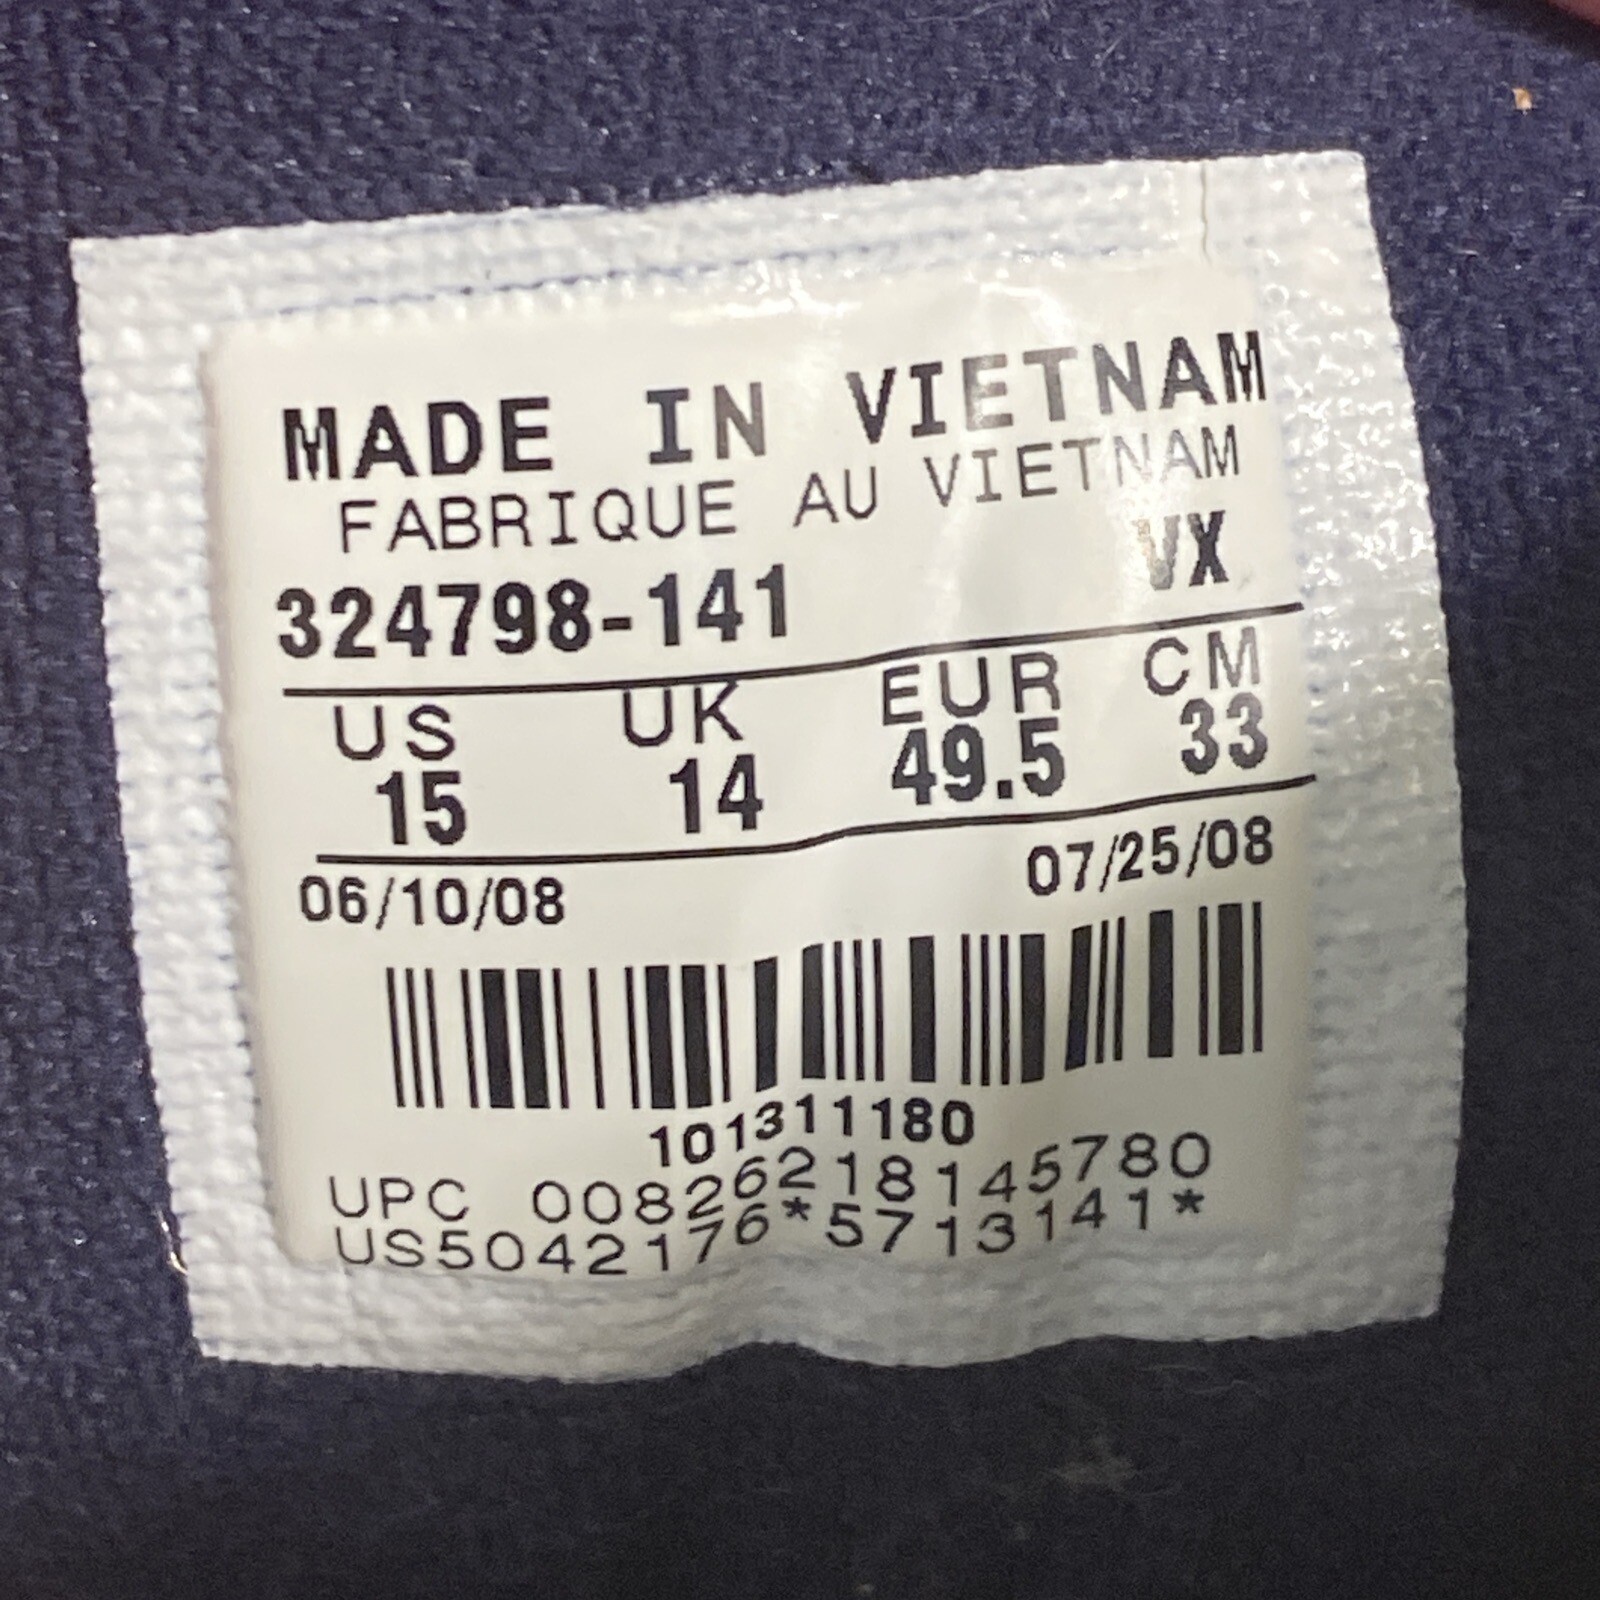 MADE IN VIETNAM
FABRIQUE AU VIETNAM
VX
324798-141
US UK EUR CM
15 14 49.5 33
06/10/08 07/25/08
101311180
UPC 00826218145780
US5042176*5713141*